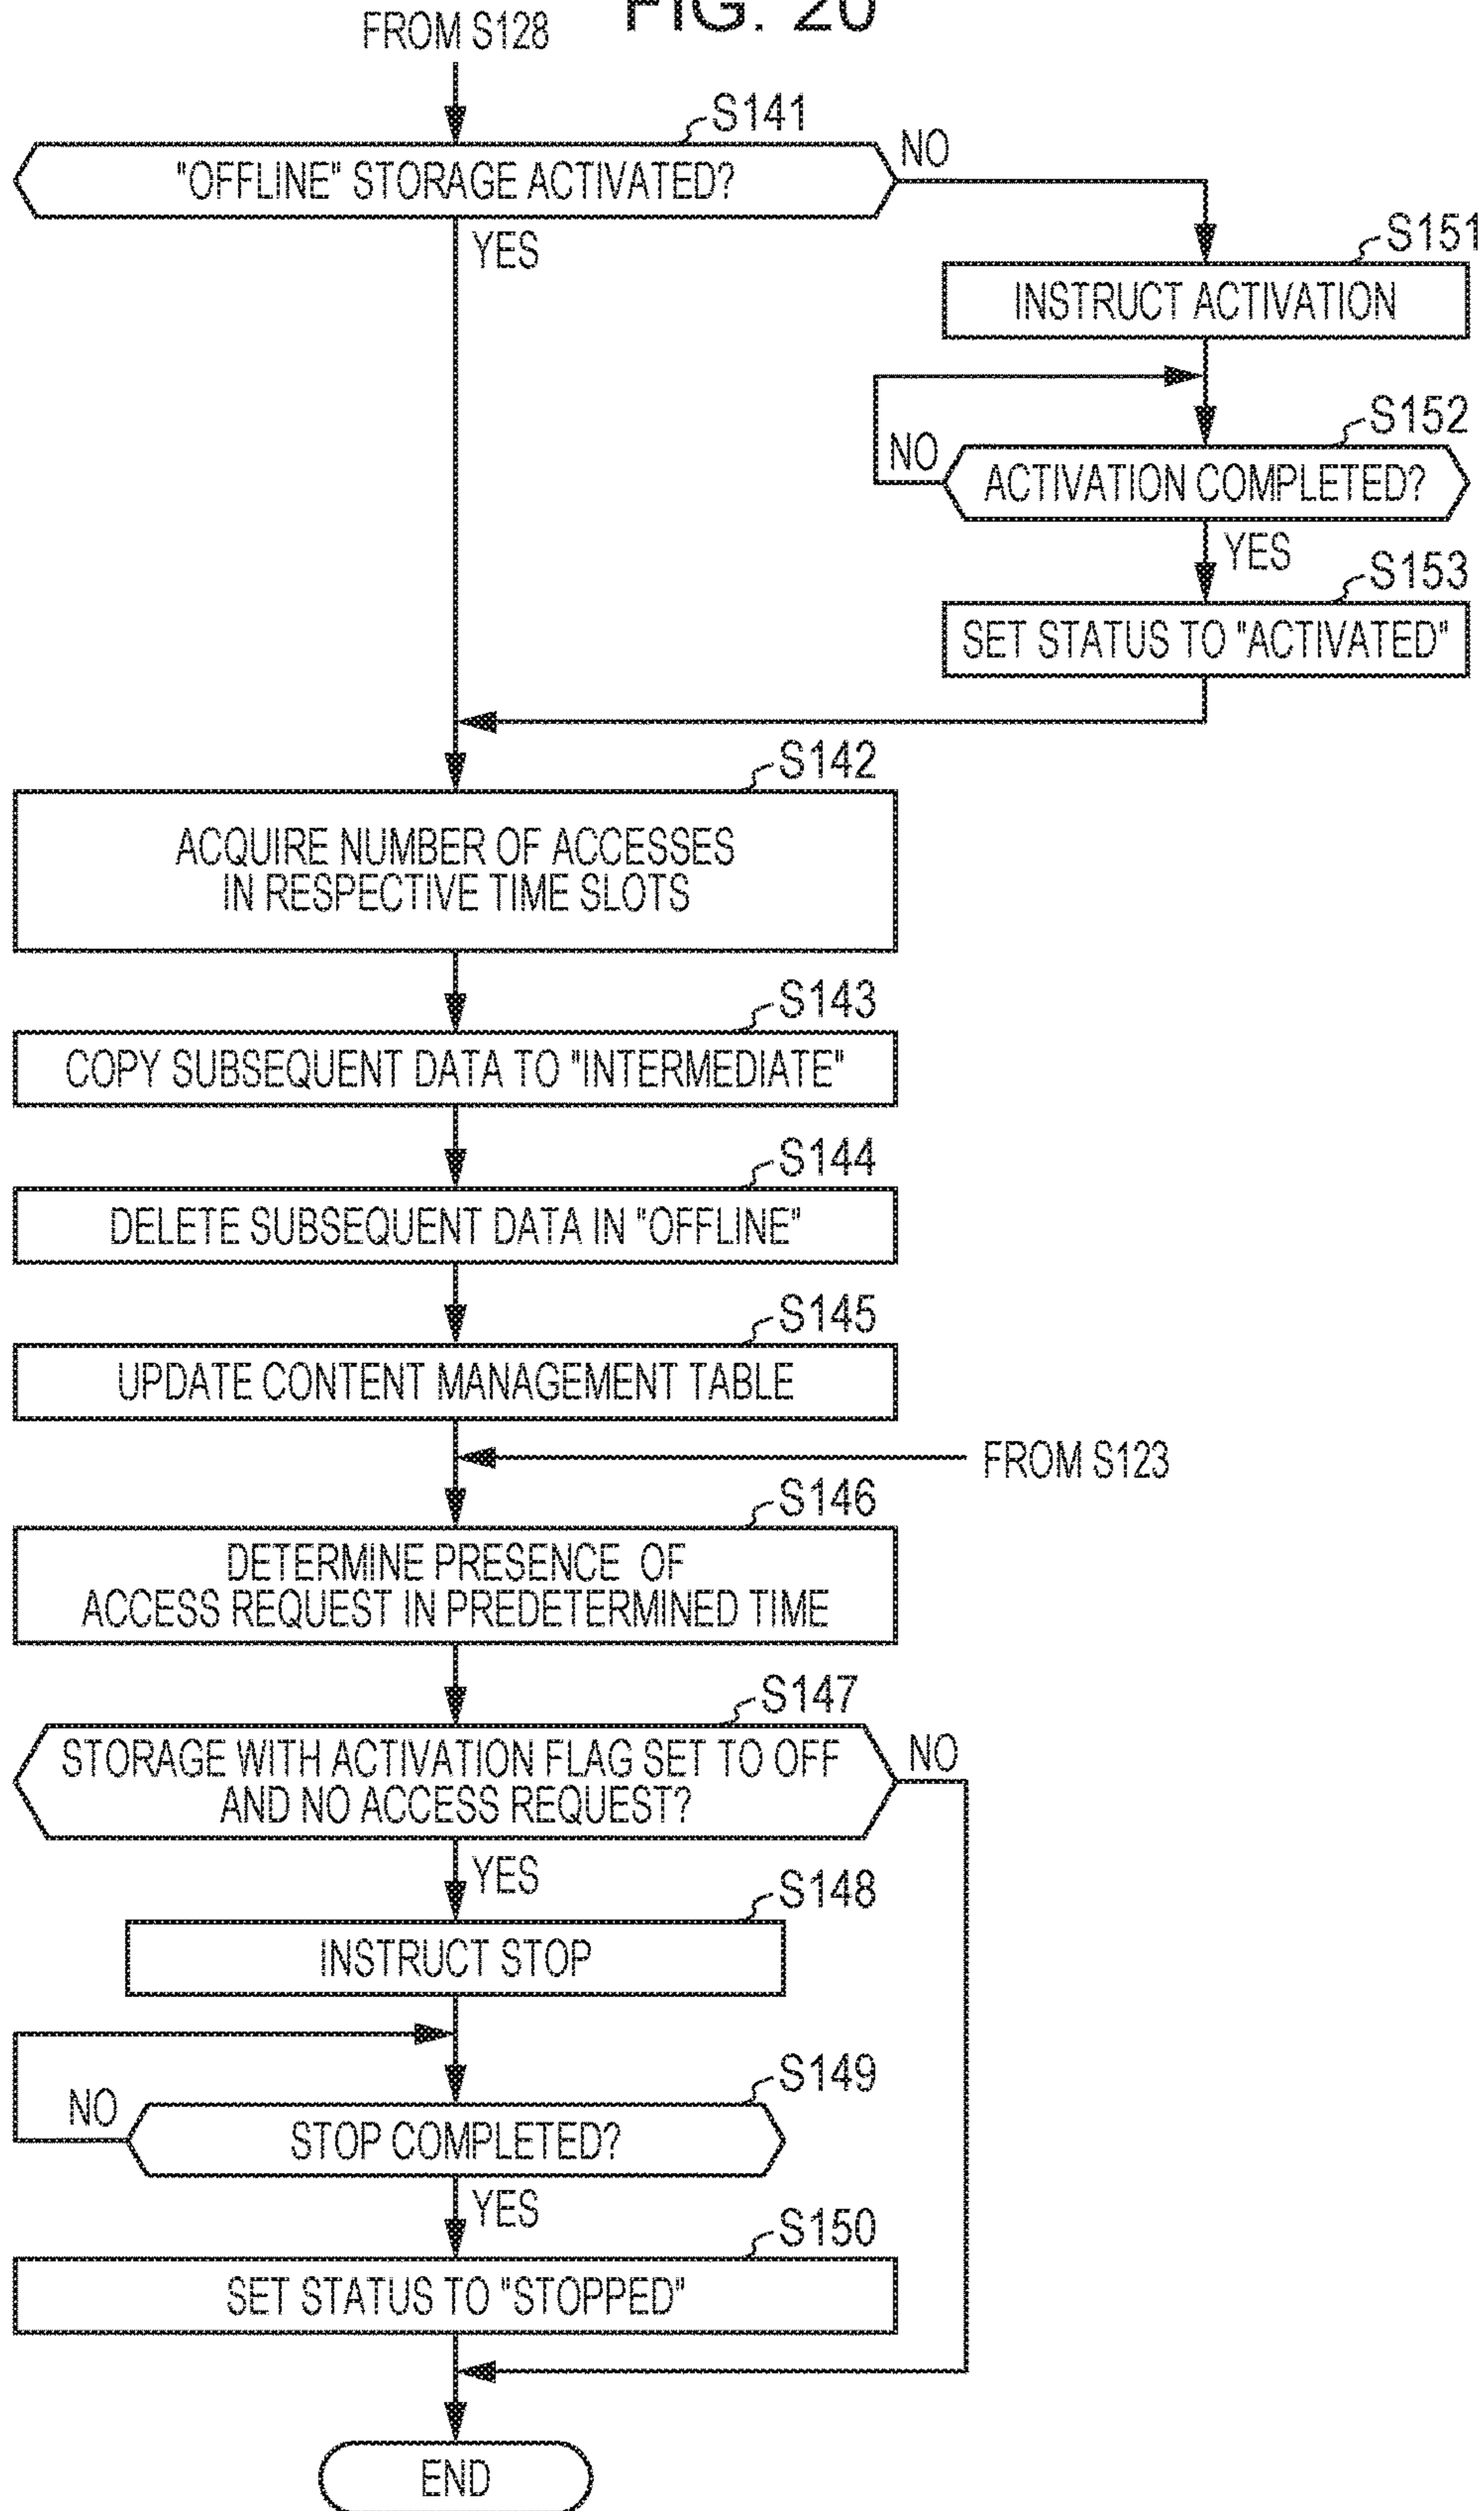 FIG. 20
FROM S128
S141
"OFFLINE" STORAGE ACTIVATED?
NO
YES
S151
INSTRUCT ACTIVATION
S152
NO
ACTIVATION COMPLETED?
YES
S153
SET STATUS TO "ACTIVATED"
S142
ACQUIRE NUMBER OF ACCESSES
IN RESPECTIVE TIME SLOTS
S143
COPY SUBSEQUENT DATA TO "INTERMEDIATE"
S144
DELETE SUBSEQUENT DATA IN "OFFLINE"
S145
UPDATE CONTENT MANAGEMENT TABLE
FROM S123
S146
DETERMINE PRESENCE OF
ACCESS REQUEST IN PREDETERMINED TIME
S147
STORAGE WITH ACTIVATION FLAG SET TO OFF
AND NO ACCESS REQUEST?
NO
YES
S148
INSTRUCT STOP
S149
NO
STOP COMPLETED?
YES
S150
SET STATUS TO "STOPPED"
END